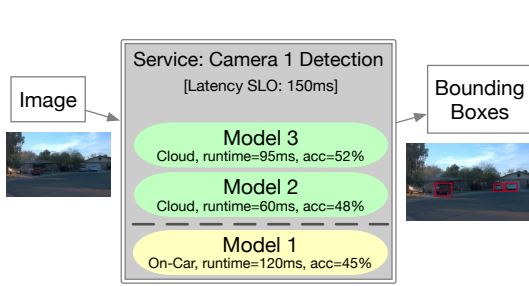 Service: Camera 1 Detection
[Latency SLO: 150ms]
Image
Bounding
Boxes
Model 3
Cloud, runtime=95ms, acc=52%
Model 2
Cloud, runtime=60ms, acc=48%
Model 1
On-Car, runtime=120ms, acc=45%